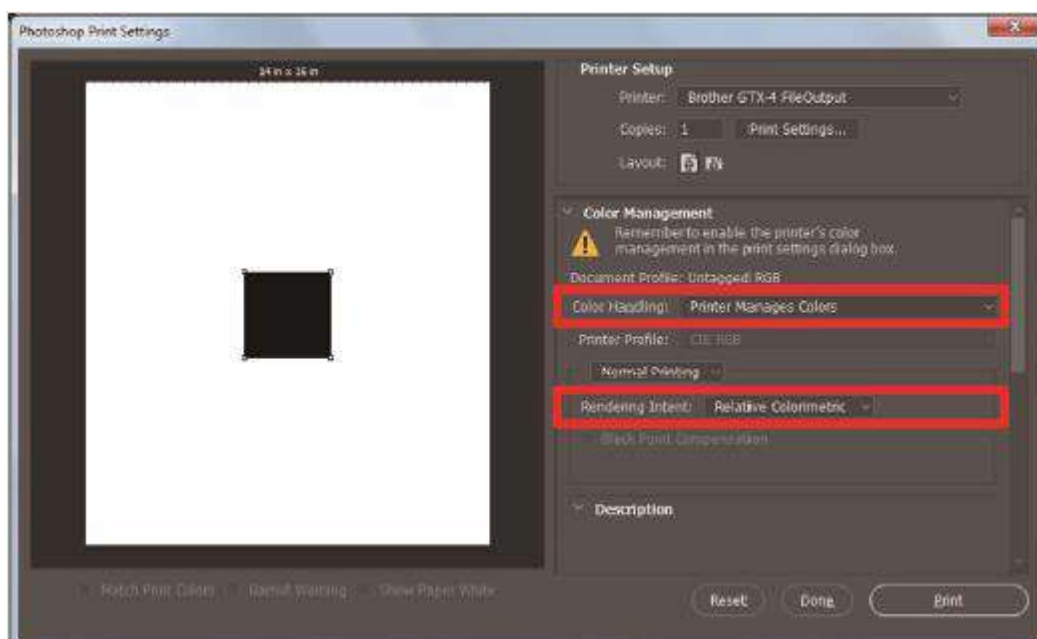 Photoshop Print Settings
14 in x 16 in
Printer Setup
Printer: Brother GTX-4 FileOutput
Copies: 1 Print Settings...
Layout:
Color Management
Remember to enable the printer's color
management in the print settings dialog box.
Document Profile: Untagged RGB
Color Handling: Printer Manages Colors
Printer Profile: CIE RGB
Normal Printing
Rendering Intent: Relative Colorimetric
Black Point Compensation
Description
Match Print Colors Gamut Warning Show Paper White
Reset Done Print